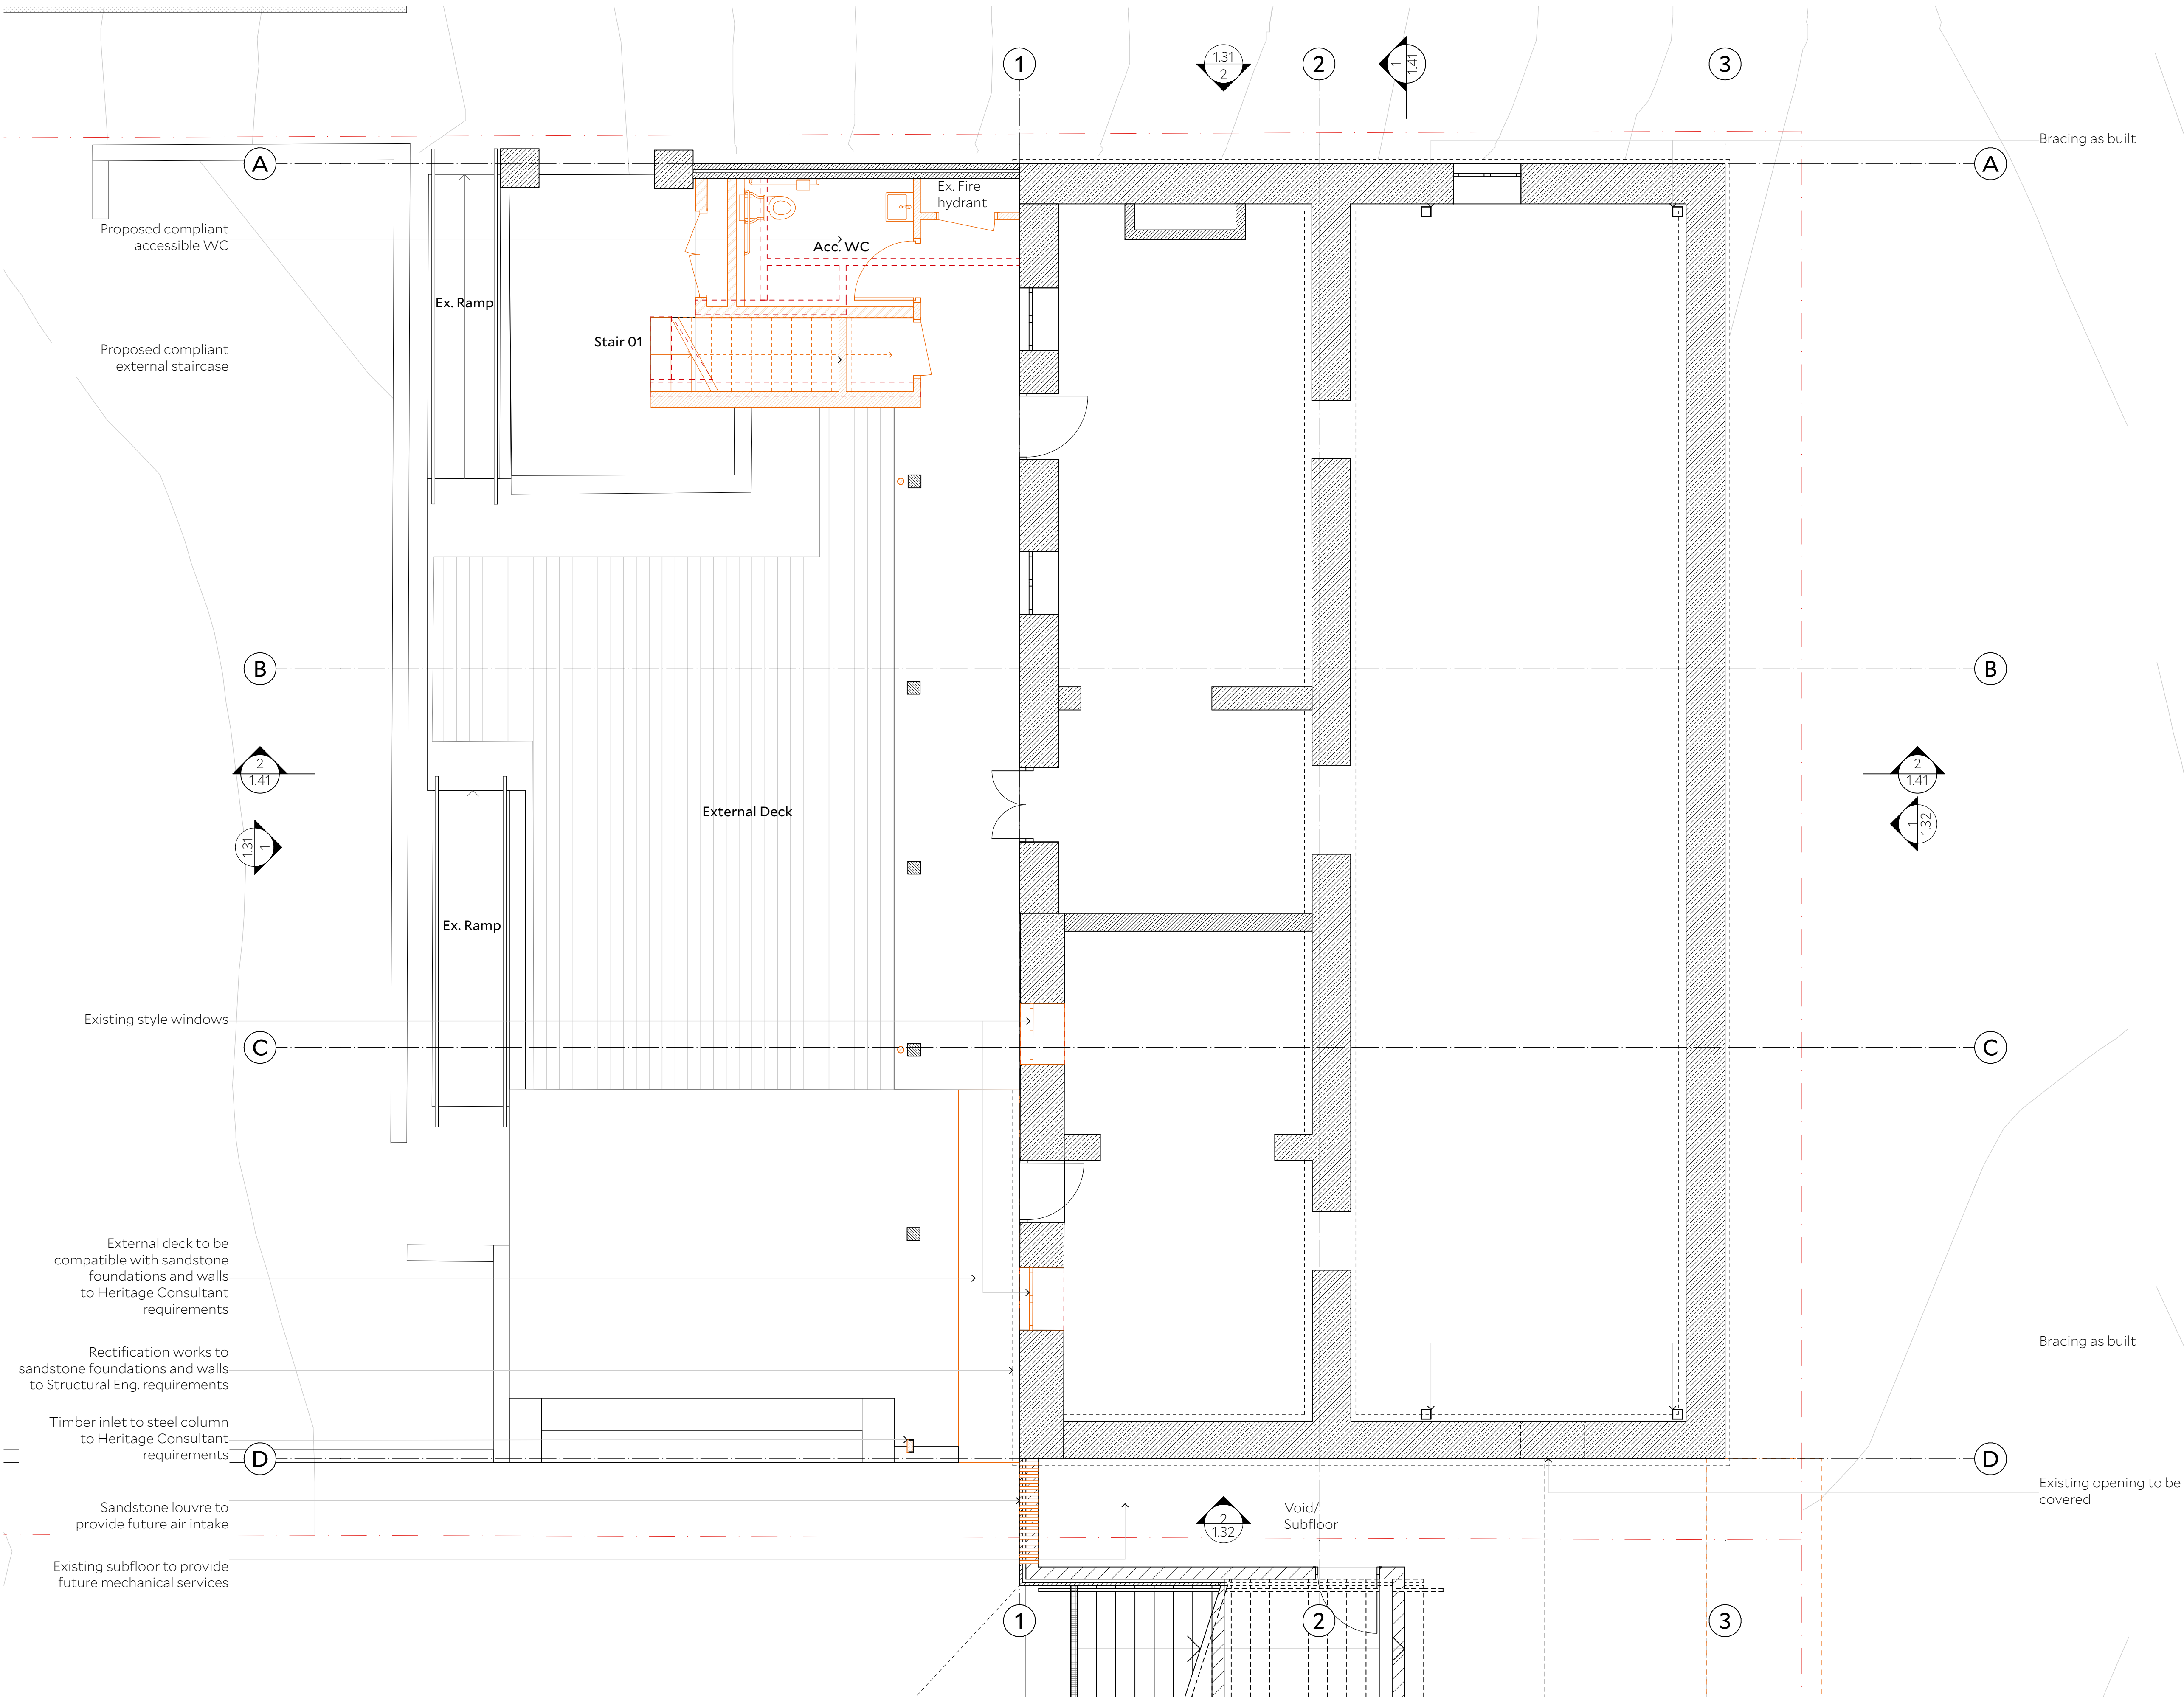 1
1.31
2
2
1
1.41
3
Bracing as built
A
A
Ex. Fire
hydrant
Proposed compliant
accessible WC
Acc. WC
Ex. Ramp
Stair 01
Proposed compliant
external staircase
B
B
2
1.41
2
1.41
External Deck
1.31
1
1
1.32
Ex. Ramp
Existing style windows
C
C
External deck to be
compatible with sandstone
foundations and walls
to Heritage Consultant
requirements
Rectification works to
sandstone foundations and walls
to Structural Eng. requirements
Bracing as built
Timber inlet to steel column
to Heritage Consultant
requirements
D
D
Existing opening to be
covered
Sandstone louvre to
provide future air intake
2
1.32
Void/
Subfloor
Existing subfloor to provide
future mechanical services
1
2
3